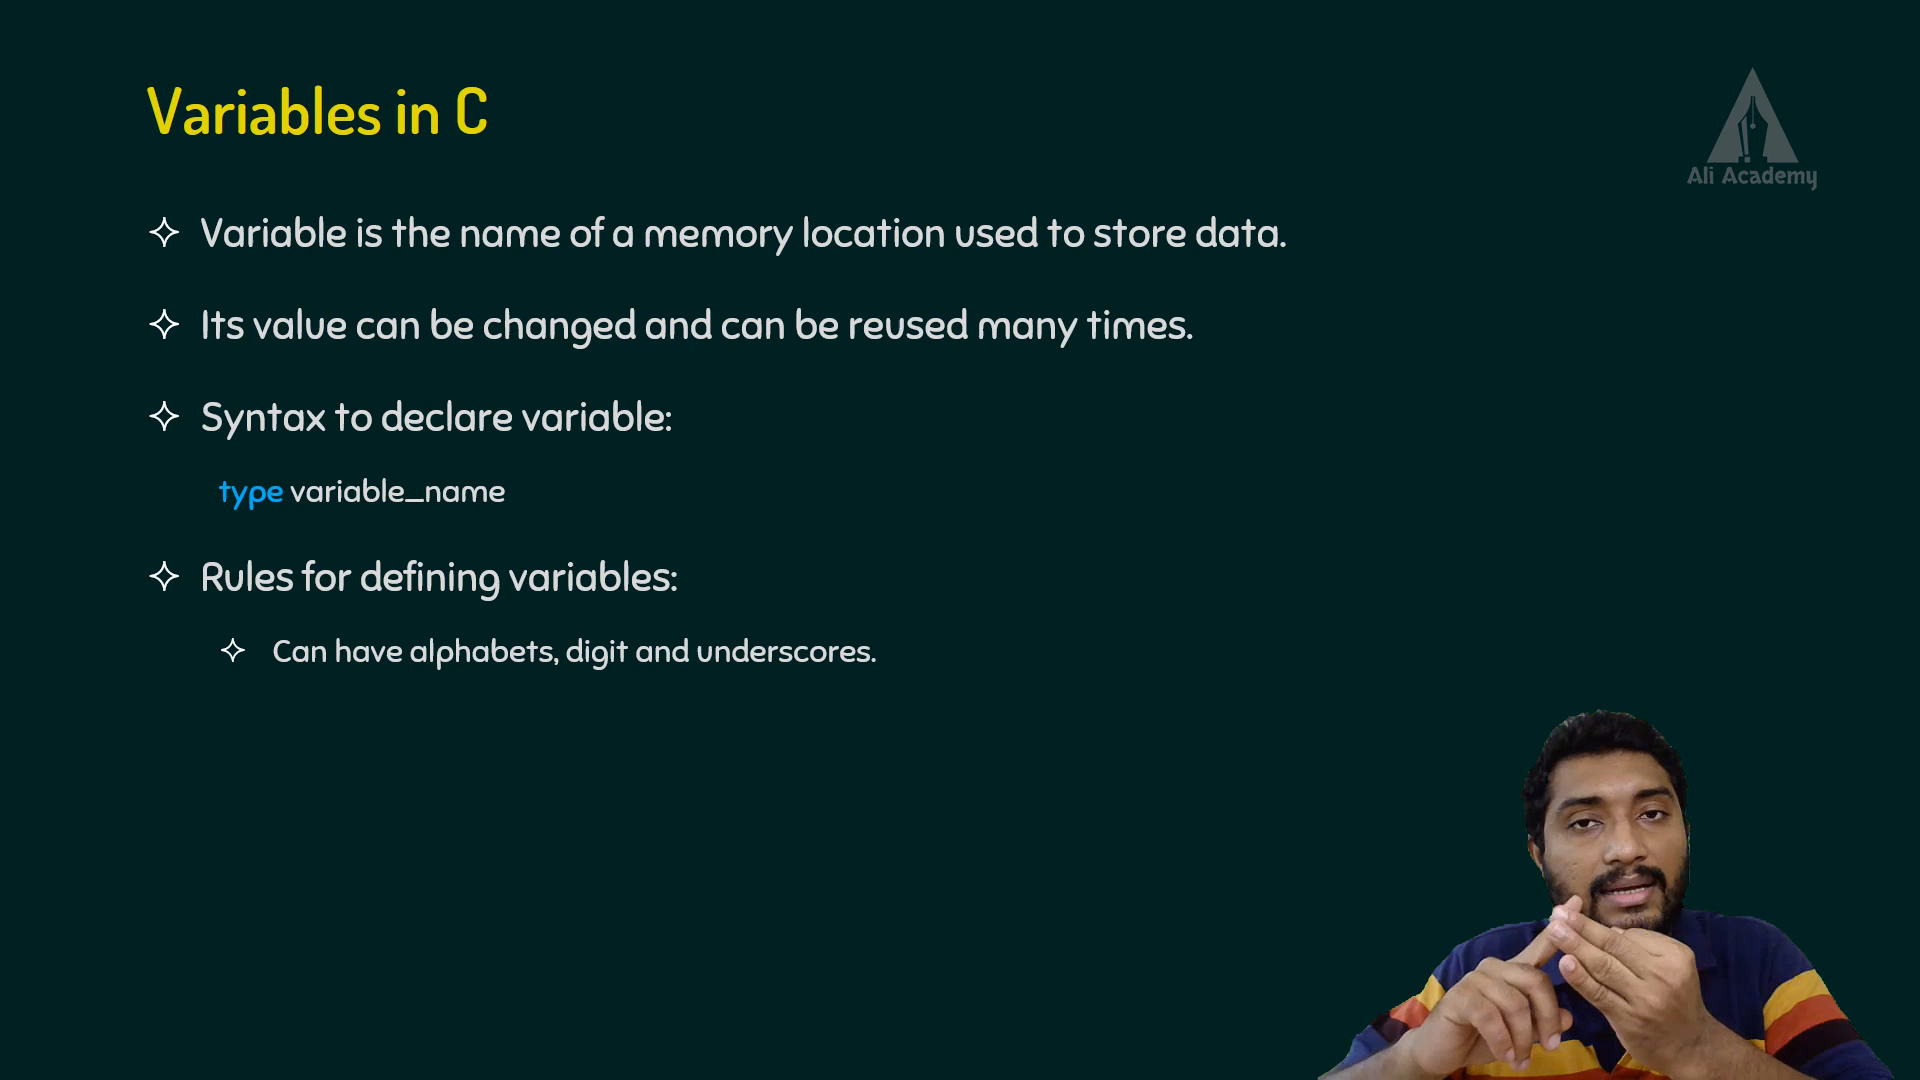 Variables in C
Ali Academy
Variable is the name of a memory location used to store data.
Its value can be changed and can be reused many times.
Syntax to declare variable:
type variable_name
Rules for defining variables:
Can have alphabets, digit and underscores.